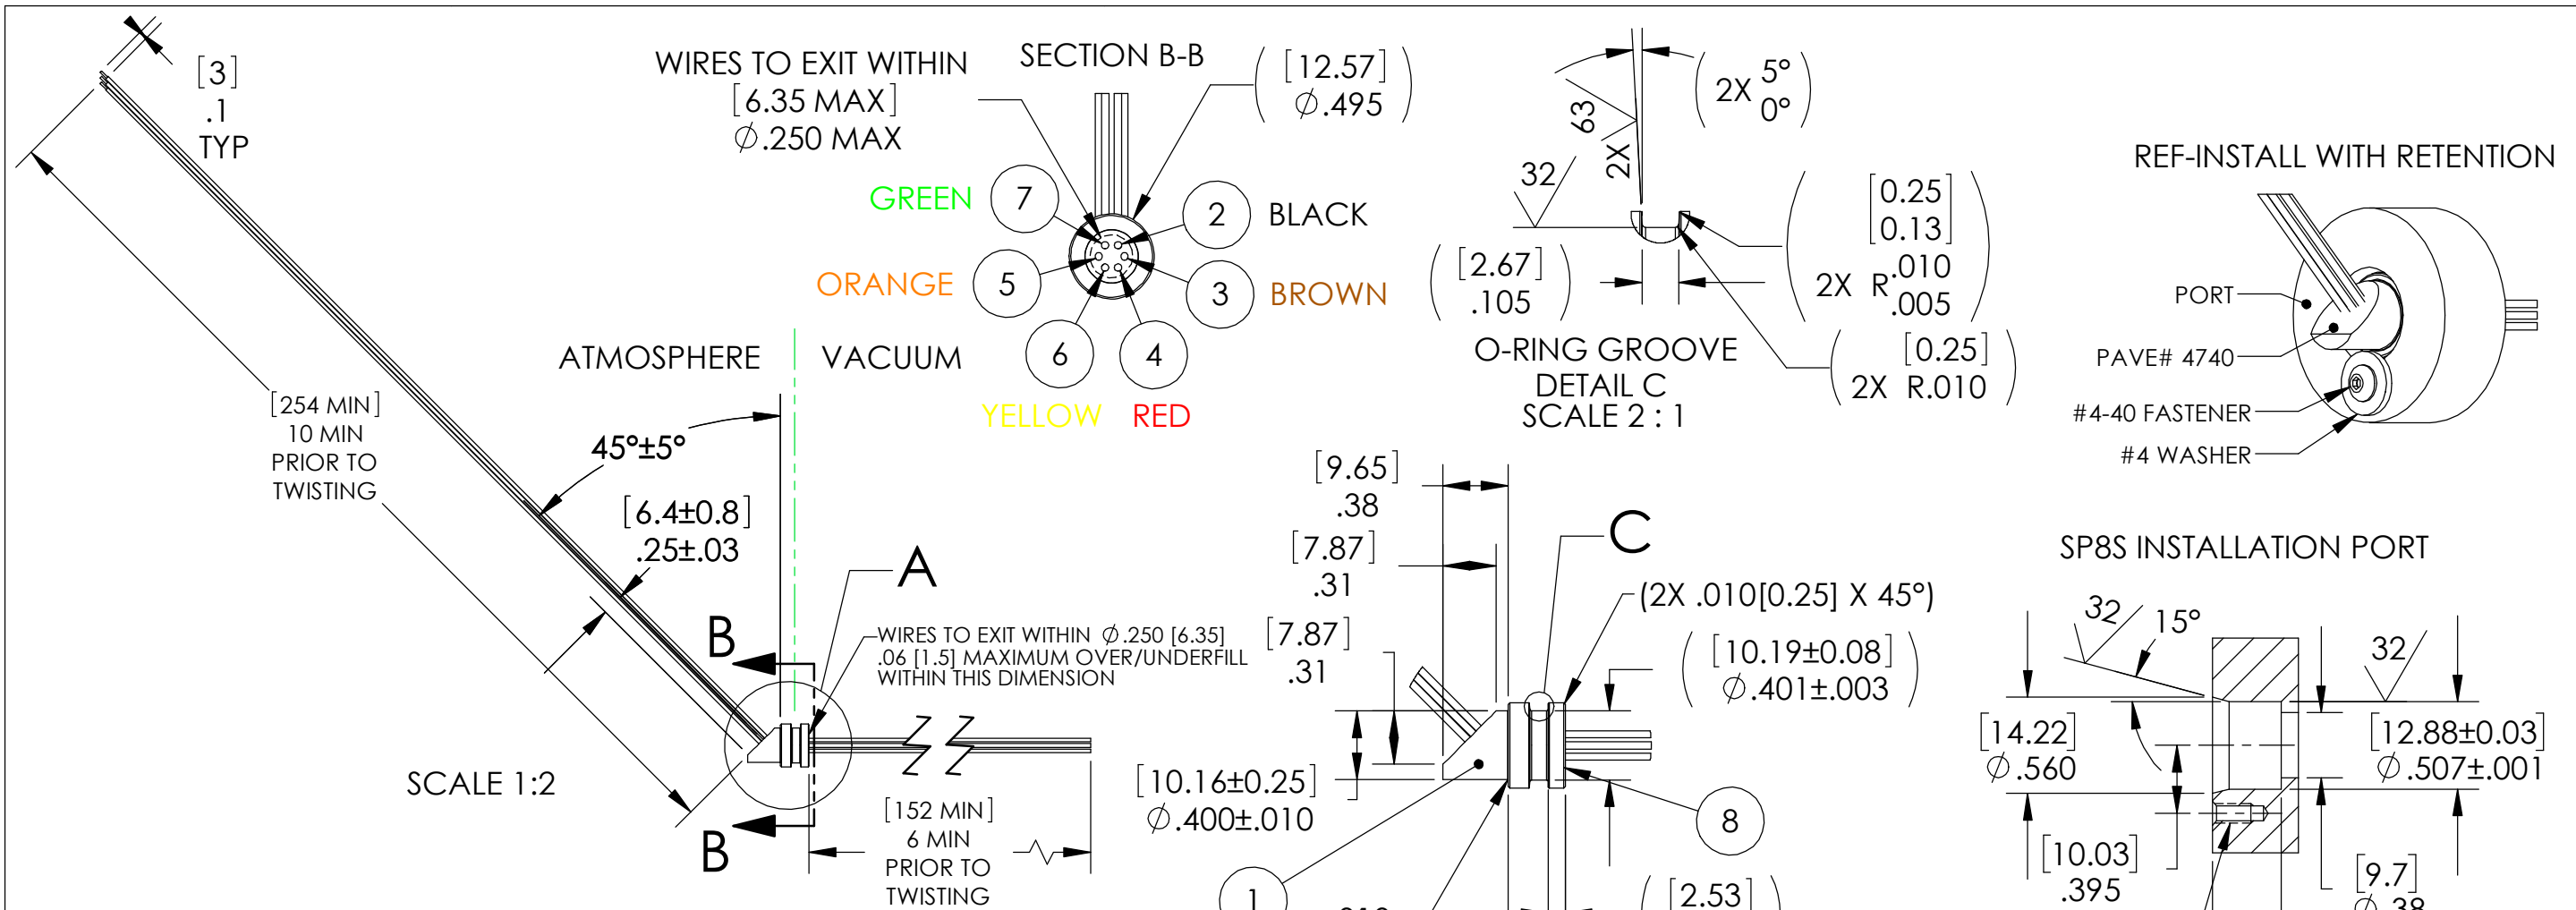 [3]
.1
TYP
WIRES TO EXIT WITHIN
[6.35 MAX]
∅.250 MAX
SECTION B-B
[12.57]
∅.495
GREEN
7
2
BLACK
ORANGE
5
3
BROWN
6
4
YELLOW
RED
ATMOSPHERE
VACUUM
[254 MIN]
10 MIN
PRIOR TO
TWISTING
45°±5°
[6.4±0.8]
.25±.03
A
B
WIRES TO EXIT WITHIN ∅.250 [6.35]
.06 [1.5] MAXIMUM OVER/UNDERFILL
WITHIN THIS DIMENSION
SCALE 1:2
B
[152 MIN]
6 MIN
PRIOR TO
TWISTING
2X 5°
0°
63
2X
32
[0.25]
[0.13]
2X R.010
.005
[2.67]
.105
[0.25]
2X R.010
O-RING GROOVE
DETAIL C
SCALE 2 : 1
[9.65]
.38
[7.87]
.31
C
(2X .010[0.25] X 45°)
[7.87]
.31
[10.19±0.08]
∅.401±.003
[10.16±0.25]
∅.400±.010
8
1
[2.53]
REF-INSTALL WITH RETENTION
PORT
PAVE# 4740
#4-40 FASTENER
#4 WASHER
SP8S INSTALLATION PORT
32
15°
32
[14.22]
∅.560
[12.88±0.03]
∅.507±.001
[10.03]
.395
[9.7]
∅.38